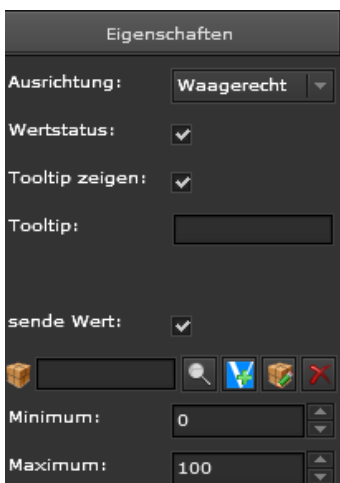 Eigenschaften
Ausrichtung: Waagerecht
Wertstatus:
Tooltip zeigen:
Tooltip:
sende Wert:
Minimum: 0
Maximum: 100